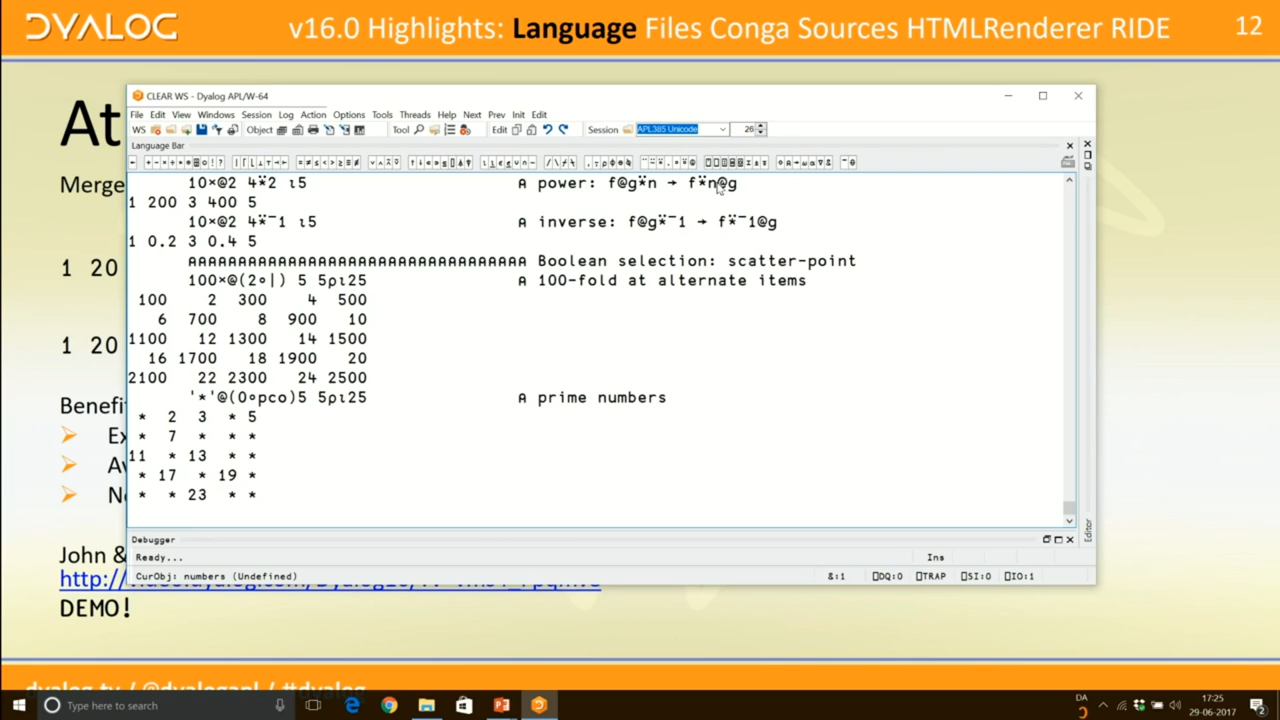 DYALOG
v16.0 Highlights: Language Files Conga Sources HTMLRenderer RIDE
12
At
Merge
1 20
1 20
Benefi
Ex
Av
N
John &
DEMO!
CLEAR WS - Dyalog APL/W-64
File Edit View Windows Session Log Action Options Tools Threads Help Next Prev Init Edit
WS Object Tool Edit Session APL385 Unicode 26
Language Bar
10×@2 4⍣2 ⍳5 ⍝ power: f@g⍣n → f⍣n@g
1 200 3 400 5
10×@2 4⍣¯1 ⍳5 ⍝ inverse: f@g⍣¯1 → f⍣¯1@g
1 0.2 3 0.4 5
⍝⍝⍝⍝⍝⍝⍝⍝⍝⍝⍝⍝⍝⍝⍝⍝⍝⍝⍝⍝⍝⍝⍝⍝⍝⍝⍝⍝⍝⍝⍝⍝⍝⍝⍝ Boolean selection: scatter-point
100×@(2∘|) 5 5⍴⍳25 ⍝ 100-fold at alternate items
100 2 300 4 500
6 700 8 900 10
1100 12 1300 14 1500
16 1700 18 1900 20
2100 22 2300 24 2500
'*'@(0∘pco)5 5⍴⍳25 ⍝ prime numbers
* 2 3 * 5
* 7 * * *
11 * 13 * *
* 17 * 19 *
* * 23 * *
Editor
Debugger
Ready...
Ins
CurObj: numbers (Undefined)
&:1 ⎕DQ:0 ⎕TRAP ⎕SI:0 ⎕IO:1
dyalog.tv / @dyalogapl / #dyalog
Type here to search
DA
17:25
29-06-2017
2